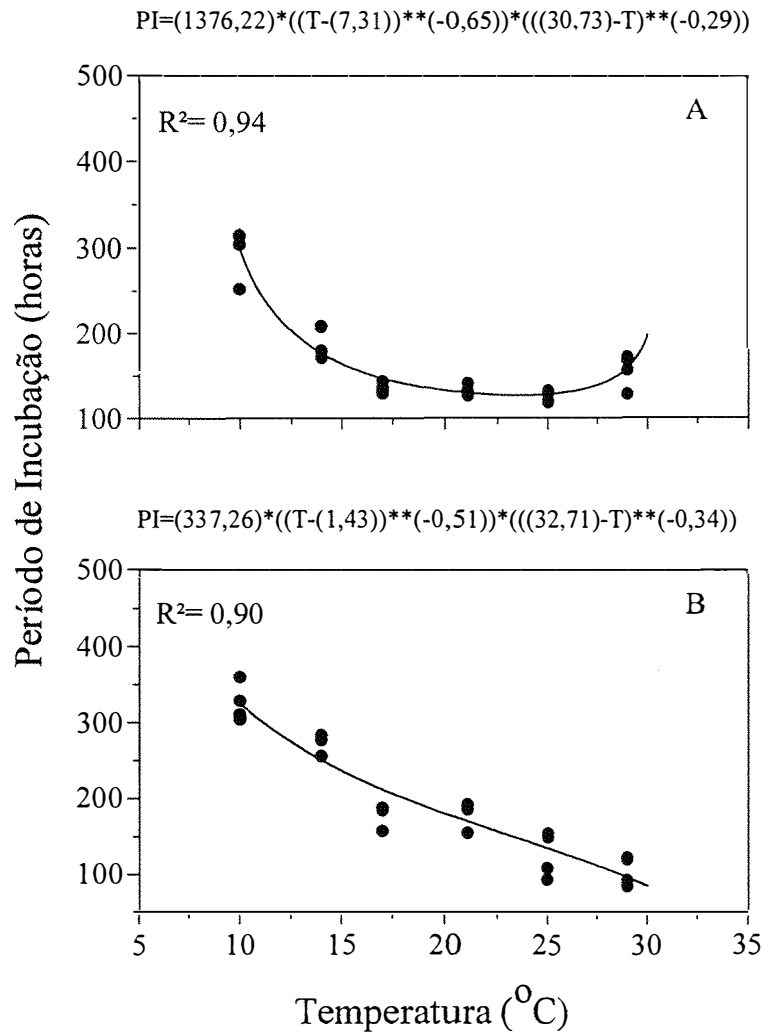 PI=(1376,22)*((T-(7,31))**(-0,65))*(((30,73)-T)**(-0,29))
500
A
R²= 0,94
400
300
200
100
Período de Incubação (horas)
PI=(337,26)*((T-(1,43))**(-0,51))*(((32,71)-T)**(-0,34))
500
B
R²= 0,90
400
300
200
100
5 10 15 20 25 30 35
Temperatura (°C)